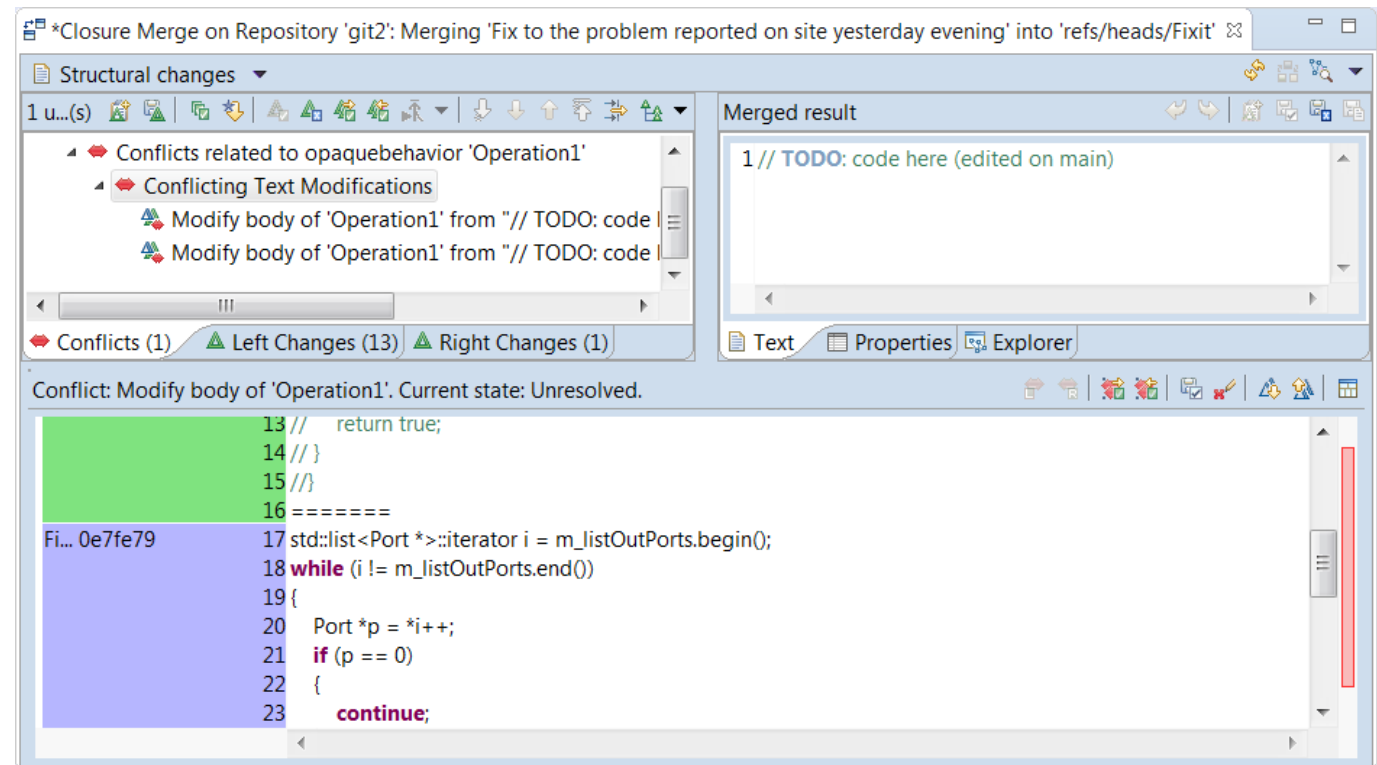 *Closure Merge on Repository 'git2': Merging 'Fix to the problem reported on site yesterday evening' into 'refs/heads/Fixit'
Structural changes
1 u...(s)
Conflicts related to opaquebehavior 'Operation1'
Conflicting Text Modifications
Modify body of 'Operation1' from "// TODO: code
Modify body of 'Operation1' from "// TODO: code
Conflicts (1) Left Changes (13) Right Changes (1)
Merged result
1 // TODO: code here (edited on main)
Text Properties Explorer
Conflict: Modify body of 'Operation1'. Current state: Unresolved.
13 // return true;
14 // }
15 //}
16 =======
Fi... 0e7fe79 17 std::list<Port *>::iterator i = m_listOutPorts.begin();
18 while (i != m_listOutPorts.end())
19 {
20 Port *p = *i++;
21 if (p == 0)
22 {
23 continue;